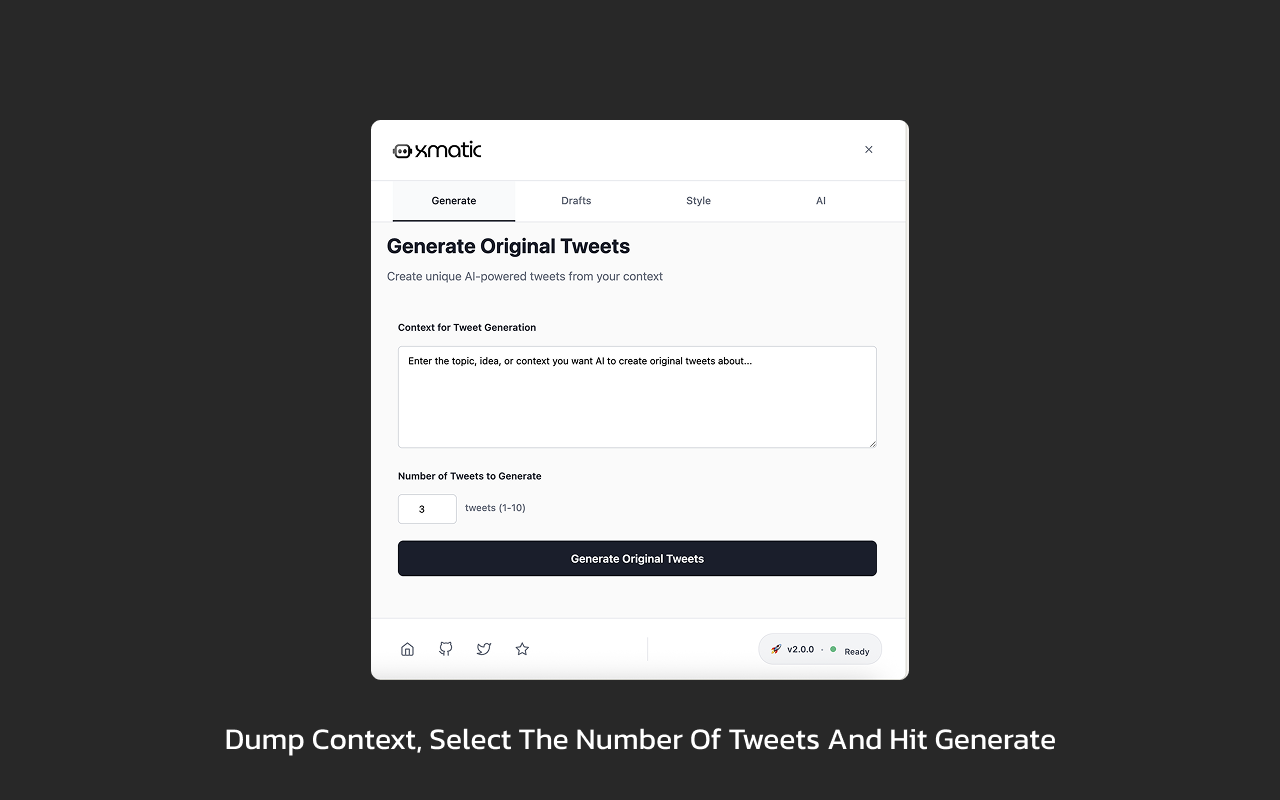 xmatic
Generate Drafts Style AI
Generate Original Tweets
Create unique AI-powered tweets from your context
Context for Tweet Generation
Enter the topic, idea, or context you want AI to create original tweets about...
Number of Tweets to Generate
3 tweets (1-10)
Generate Original Tweets
🚀 v2.0.0 · Ready
Dump Context, Select The Number Of Tweets And Hit Generate